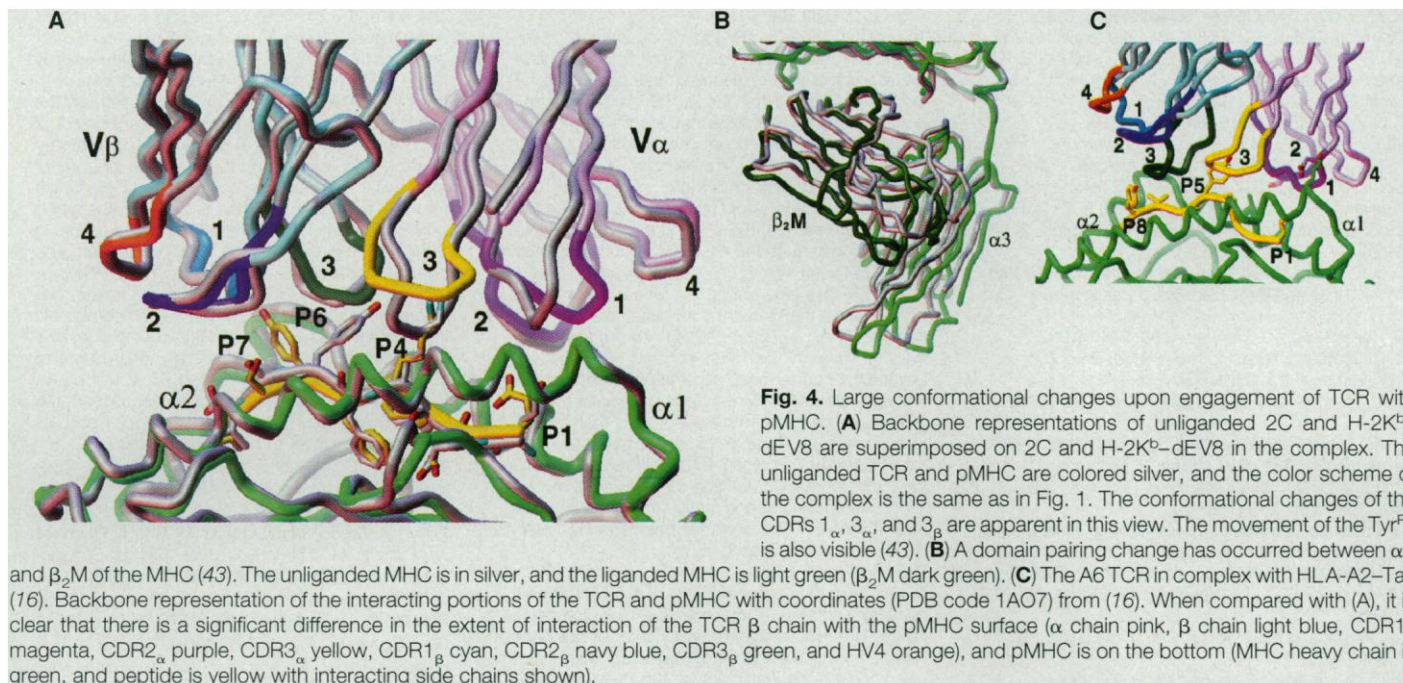 A
B
C
Vβ
Vα
4
1
2
3
3
2
1
4
P6
P7
P4
P1
α2
α1
β₂M
α3
4
1
2
3
3
2
1
4
P5
P8
P1
α2
α1
Fig. 4. Large conformational changes upon engagement of TCR with
pMHC. (A) Backbone representations of unliganded 2C and H-2Kᵇ
dEV8 are superimposed on 2C and H-2Kᵇ–dEV8 in the complex.
unliganded TCR and pMHC are colored silver, and the color scheme
the complex is the same as in Fig. 1. The conformational changes of
CDRs 1α, 3α, and 3β are apparent in this view. The movement of the
is also visible (43). (B) A domain pairing change has occurred between
and β₂M of the MHC (43). The unliganded MHC is in silver, and the liganded MHC is light green (β₂M dark green). (C) The A6 TCR in complex with HLA-A2–
(16). Backbone representation of the interacting portions of the TCR and pMHC with coordinates (PDB code 1AO7) from (16). When compared with (A), it
clear that there is a significant difference in the extent of interaction of the TCR β chain with the pMHC surface (α chain pink, β chain light blue, CDR1
magenta, CDR2α purple, CDR3α yellow, CDR1β cyan, CDR2β navy blue, CDR3β green, and HV4 orange), and pMHC is on the bottom (MHC heavy chain
green, and peptide is yellow with interacting side chains shown).